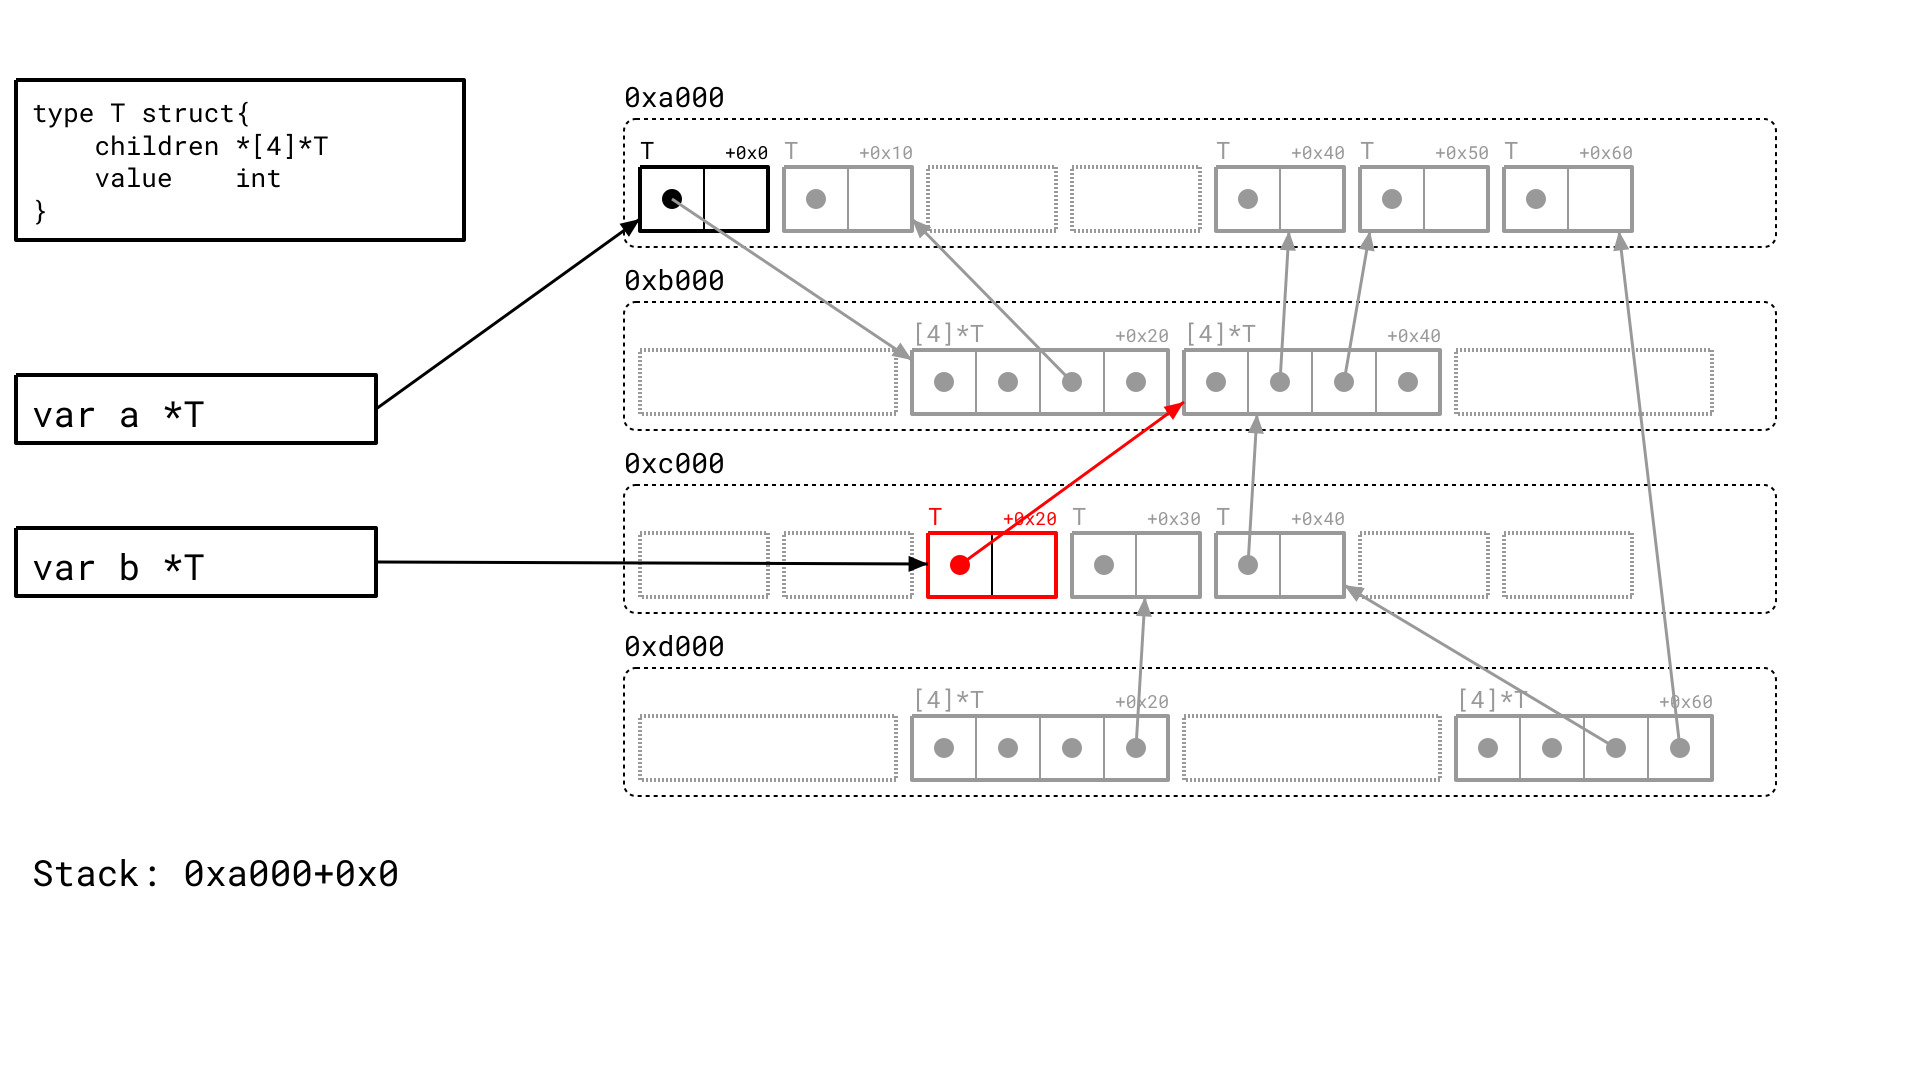 type T struct{
    children *[4]*T
    value    int
}
var a *T
var b *T
0xa000
T +0x0 T +0x10 T +0x40 T +0x50 T +0x60
0xb000
[4]*T +0x20 [4]*T +0x40
0xc000
T +0x20 T +0x30 T +0x40
0xd000
[4]*T +0x20 [4]*T +0x60
Stack: 0xa000+0x0